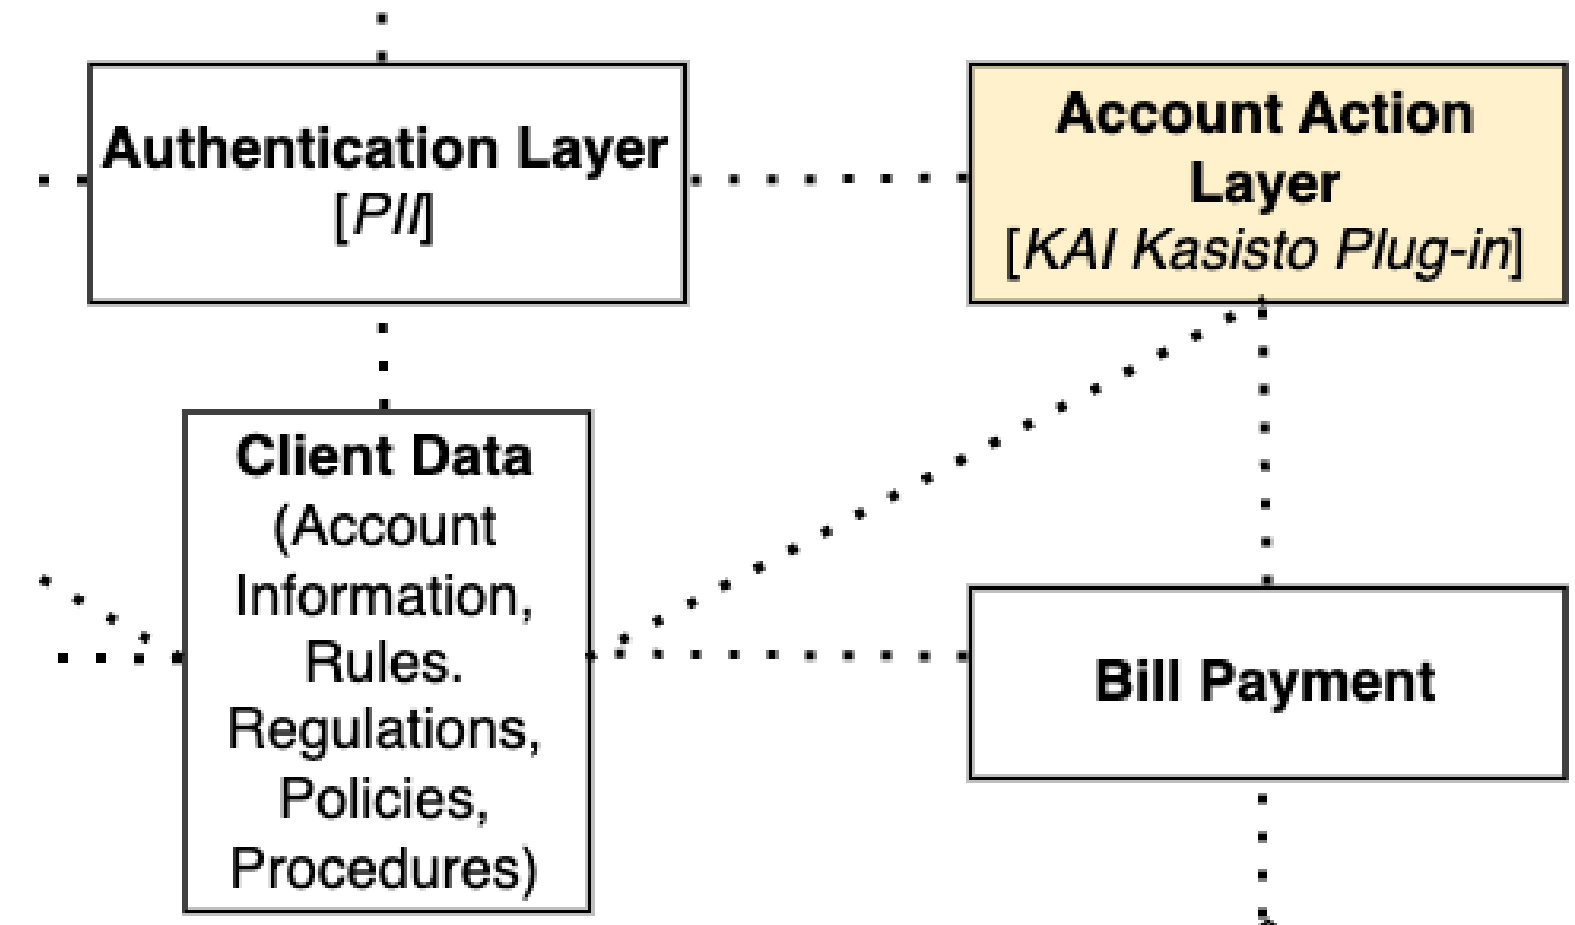 Authentication Layer
[PII]
Account Action
Layer
[KAI Kasisto Plug-in]
Client Data
(Account
Information,
Rules.
Regulations,
Policies,
Procedures)
Bill Payment